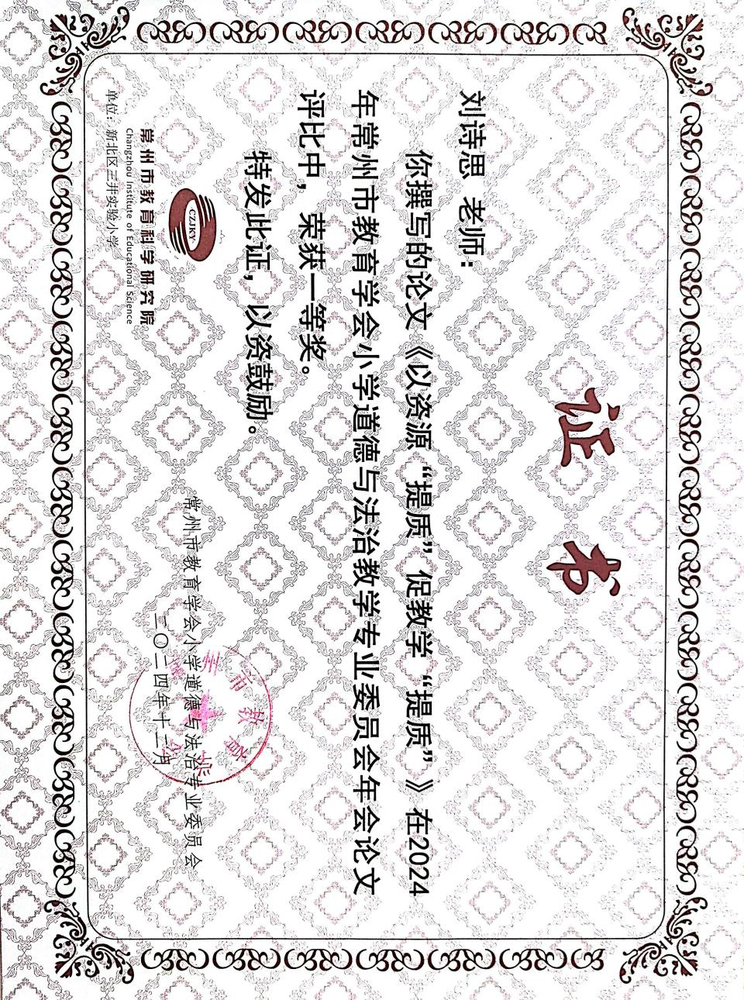 证书
刘诗思 老师：
你撰写的论文《以资源“提质”促教学“提质”》在2024
年常州市教育学会小学道德与法治教学专业委员会年会论文
评比中，荣获一等奖。
特发此证，以资鼓励。
CZJKY
常州市教育科学研究院
Changzhou Institute of Educational Science
单位：新北区三井实验小学
常州市教育学会小学道德与法治专业委员会
二〇二四年十二月